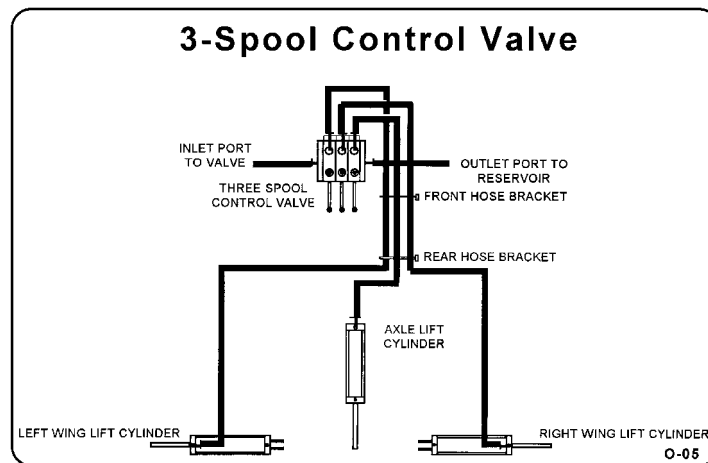 3-Spool Control Valve
INLET PORT
TO VALVE
OUTLET PORT TO
RESERVOIR
THREE SPOOL
CONTROL VALVE
FRONT HOSE BRACKET
REAR HOSE BRACKET
AXLE LIFT
CYLINDER
LEFT WING LIFT CYLINDER
RIGHT WING LIFT CYLINDER
O-05